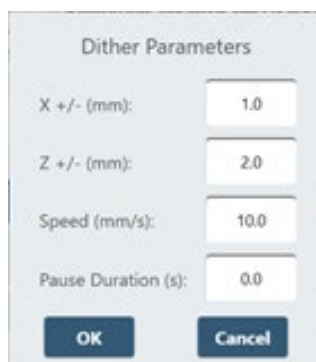 Dither Parameters
X +/- (mm): 1.0
Z +/- (mm): 2.0
Speed (mm/s): 10.0
Pause Duration (s): 0.0
OK Cancel